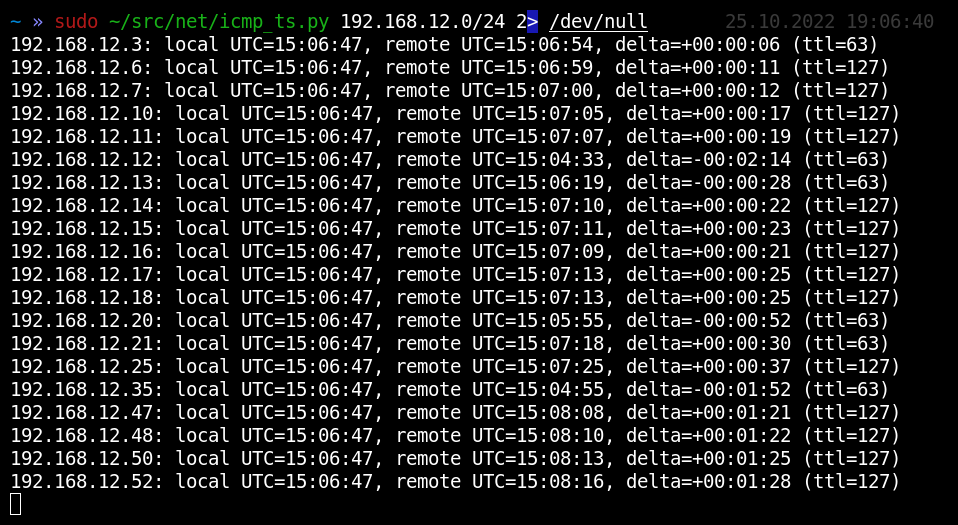 ~ » sudo ~/src/net/icmp_ts.py 192.168.12.0/24 2> /dev/null 25.10.2022 19:06:40
192.168.12.3: local UTC=15:06:47, remote UTC=15:06:54, delta=+00:00:06 (ttl=63)
192.168.12.6: local UTC=15:06:47, remote UTC=15:06:59, delta=+00:00:11 (ttl=127)
192.168.12.7: local UTC=15:06:47, remote UTC=15:07:00, delta=+00:00:12 (ttl=127)
192.168.12.10: local UTC=15:06:47, remote UTC=15:07:05, delta=+00:00:17 (ttl=127)
192.168.12.11: local UTC=15:06:47, remote UTC=15:07:07, delta=+00:00:19 (ttl=127)
192.168.12.12: local UTC=15:06:47, remote UTC=15:04:33, delta=-00:02:14 (ttl=63)
192.168.12.13: local UTC=15:06:47, remote UTC=15:06:19, delta=-00:00:28 (ttl=63)
192.168.12.14: local UTC=15:06:47, remote UTC=15:07:10, delta=+00:00:22 (ttl=127)
192.168.12.15: local UTC=15:06:47, remote UTC=15:07:11, delta=+00:00:23 (ttl=127)
192.168.12.16: local UTC=15:06:47, remote UTC=15:07:09, delta=+00:00:21 (ttl=127)
192.168.12.17: local UTC=15:06:47, remote UTC=15:07:13, delta=+00:00:25 (ttl=127)
192.168.12.18: local UTC=15:06:47, remote UTC=15:07:13, delta=+00:00:25 (ttl=127)
192.168.12.20: local UTC=15:06:47, remote UTC=15:05:55, delta=-00:00:52 (ttl=63)
192.168.12.21: local UTC=15:06:47, remote UTC=15:07:18, delta=+00:00:30 (ttl=63)
192.168.12.25: local UTC=15:06:47, remote UTC=15:07:25, delta=+00:00:37 (ttl=127)
192.168.12.35: local UTC=15:06:47, remote UTC=15:04:55, delta=-00:01:52 (ttl=63)
192.168.12.47: local UTC=15:06:47, remote UTC=15:08:08, delta=+00:01:21 (ttl=127)
192.168.12.48: local UTC=15:06:47, remote UTC=15:08:10, delta=+00:01:22 (ttl=127)
192.168.12.50: local UTC=15:06:47, remote UTC=15:08:13, delta=+00:01:25 (ttl=127)
192.168.12.52: local UTC=15:06:47, remote UTC=15:08:16, delta=+00:01:28 (ttl=127)